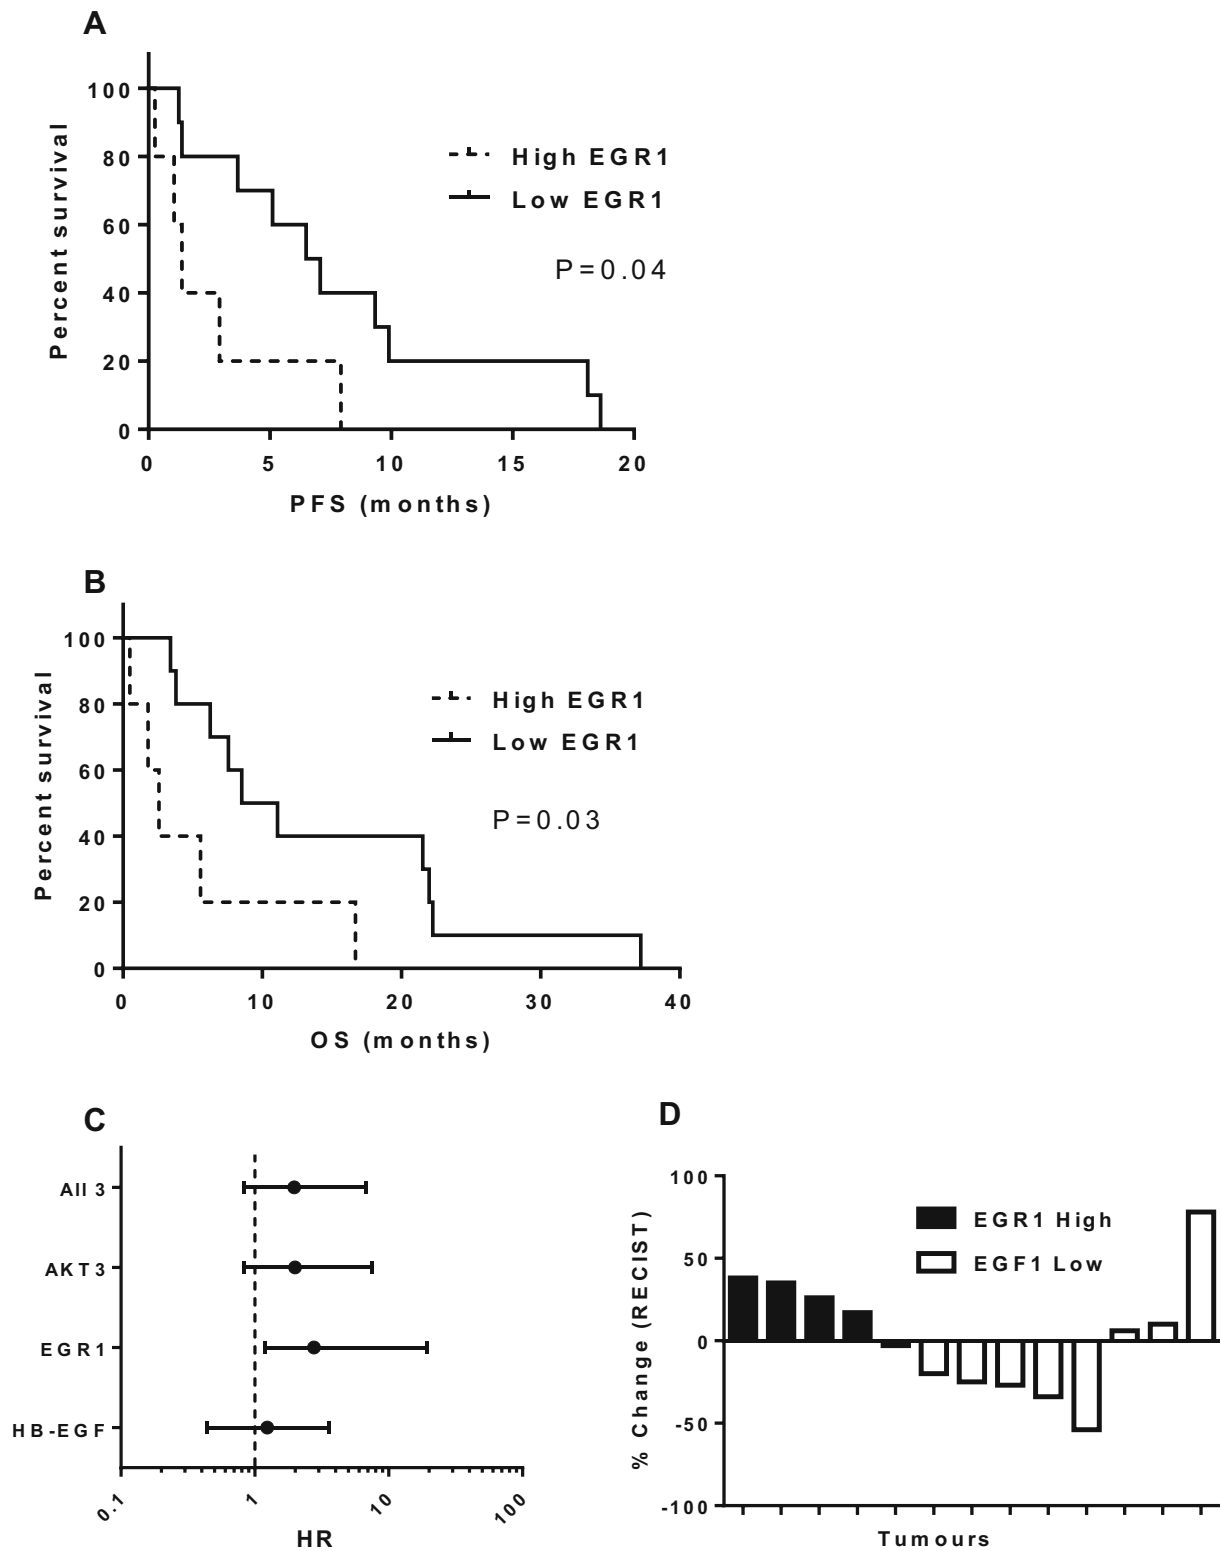 A
Percent survival
100
80
60
40
20
0
0 5 10 15 20
PFS (months)
High EGR1
Low EGR1
P=0.04
B
Percent survival
100
80
60
40
20
0
0 10 20 30 40
OS (months)
High EGR1
Low EGR1
P=0.03
C
All 3
AKT3
EGR1
HB-EGF
0.1 1 10 100
HR
D
% Change (RECIST)
100
50
0
-50
-100
EGR1 High
EGF1 Low
Tumours